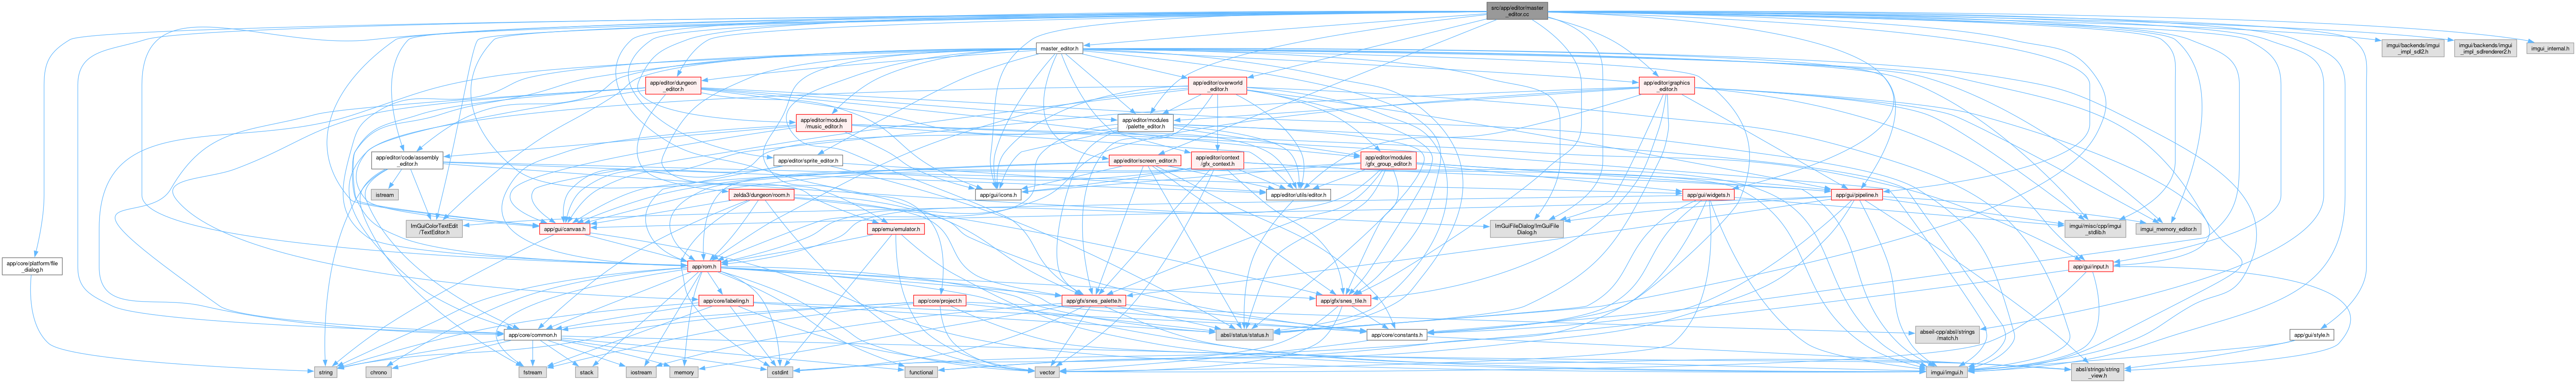 src/app/editor/master
_editor.cc
master_editor.h
imgui/backends/imgui
_impl_sdl2.h
imgui/backends/imgui
_impl_sdlrenderer2.h
imgui_internal.h
app/editor/dungeon
_editor.h
app/editor/overworld
_editor.h
app/editor/graphics
_editor.h
app/editor/modules
/music_editor.h
app/editor/modules
/palette_editor.h
app/editor/code/assembly
_editor.h
app/editor/sprite_editor.h
app/editor/screen_editor.h
app/editor/context
/gfx_context.h
app/editor/modules
/gfx_group_editor.h
istream
zelda3/dungeon/room.h
app/gui/icons.h
app/editor/utils/editor.h
app/gui/widgets.h
app/gui/pipeline.h
ImGuiColorTextEdit
/TextEditor.h
app/gui/canvas.h
app/emu/emulator.h
ImGuiFileDialog/ImGuiFile
Dialog.h
imgui/misc/cpp/imgui
_stdlib.h
imgui_memory_editor.h
app/core/platform/file
_dialog.h
app/rom.h
app/gui/input.h
app/core/labeling.h
app/core/project.h
app/gfx/snes_palette.h
app/gfx/snes_tile.h
app/core/common.h
absl/status/status.h
app/core/constants.h
abseil-cpp/absl/strings
/match.h
app/gui/style.h
string
chrono
fstream
stack
iostream
memory
cstdint
functional
vector
imgui/imgui.h
absl/strings/string
_view.h